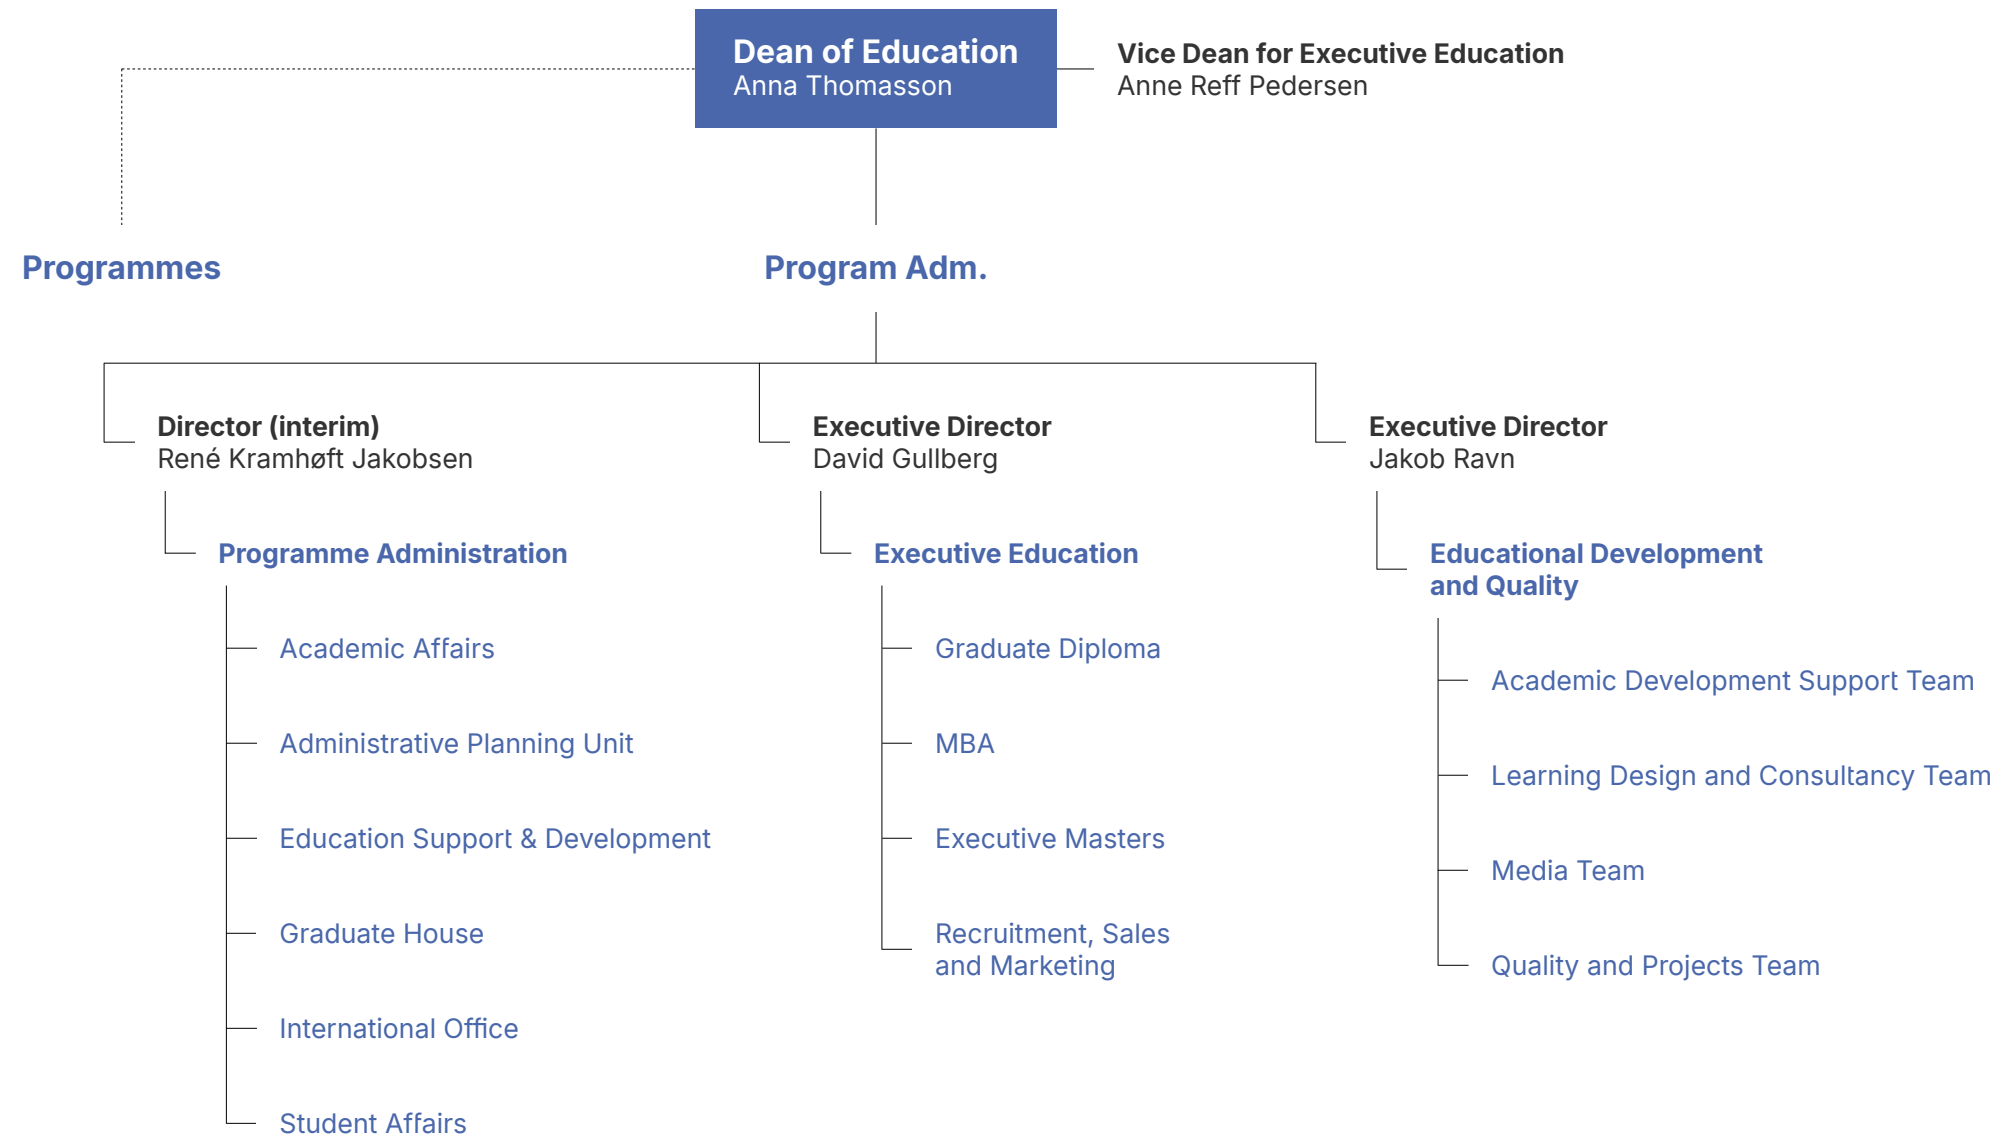 Dean of Education
Anna Thomasson
Vice Dean for Executive Education
Anne Reff Pedersen
Programmes
Program Adm.
Director (interim)
René Kramhøft Jakobsen
Programme Administration
Academic Affairs
Administrative Planning Unit
Education Support & Development
Graduate House
International Office
Student Affairs
Executive Director
David Gullberg
Executive Education
Graduate Diploma
MBA
Executive Masters
Recruitment, Sales
and Marketing
Executive Director
Jakob Ravn
Educational Development
and Quality
Academic Development Support Team
Learning Design and Consultancy Team
Media Team
Quality and Projects Team